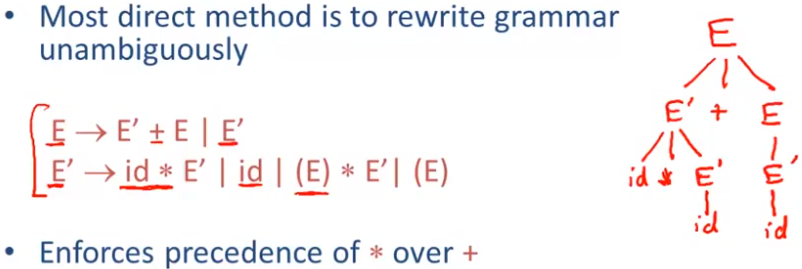 • Most direct method is to rewrite grammar
unambiguously
E → E' + E | E'
E' → id * E' | id | (E) * E'| (E)
• Enforces precedence of * over +
E
E' + E
id * E' E'
id id